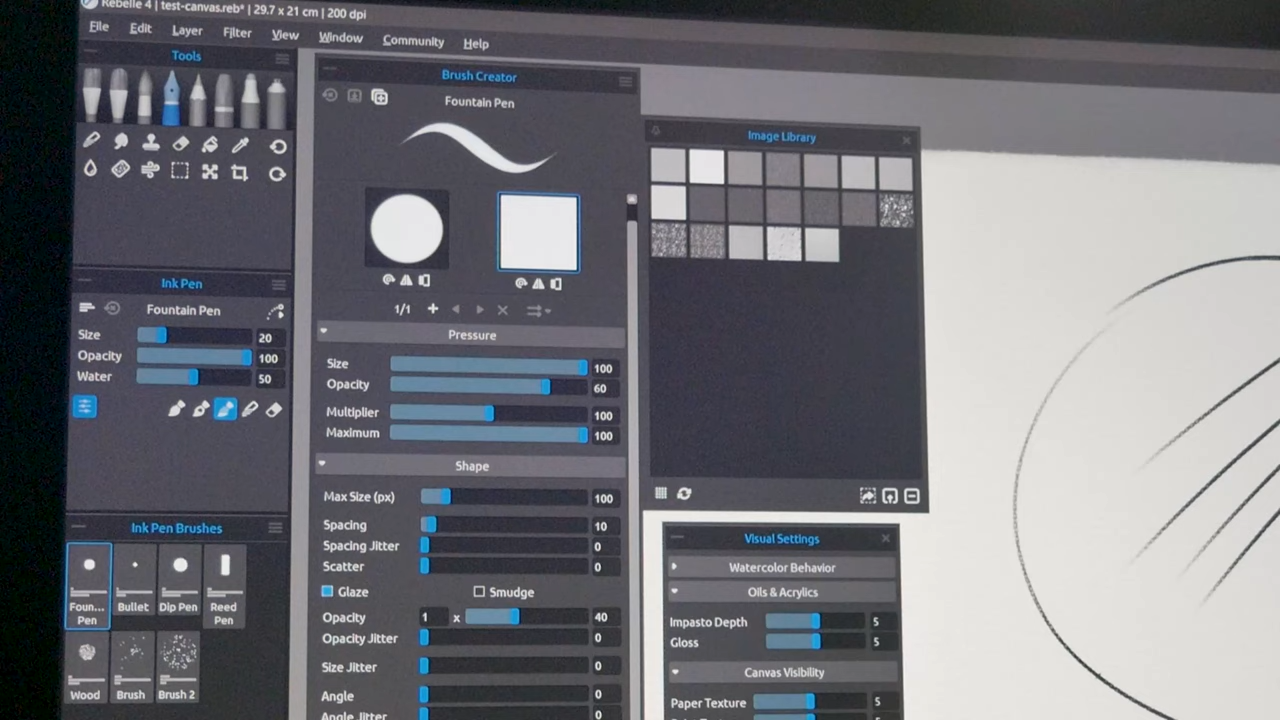 Rebelle 4 | test-canvas.reb* | 29.7 x 21 cm | 200 dpi
File Edit Layer Filter View Window Community Help
Tools
Ink Pen
Fountain Pen
Size 20
Opacity 100
Water 50
Ink Pen Brushes
Foun... Pen
Bullet
Dip Pen
Reed Pen
Wood
Brush
Brush 2
Brush Creator
Fountain Pen
1/1
Pressure
Size 100
Opacity 60
Multiplier 100
Maximum 100
Shape
Max Size (px) 100
Spacing 10
Spacing Jitter 0
Scatter 0
Glaze Smudge
Opacity 1 x 40
Opacity Jitter 0
Size Jitter 0
Angle 0
Angle Jitter 0
Image Library
Visual Settings
Watercolor Behavior
Oils & Acrylics
Impasto Depth 5
Gloss 5
Canvas Visibility
Paper Texture 5